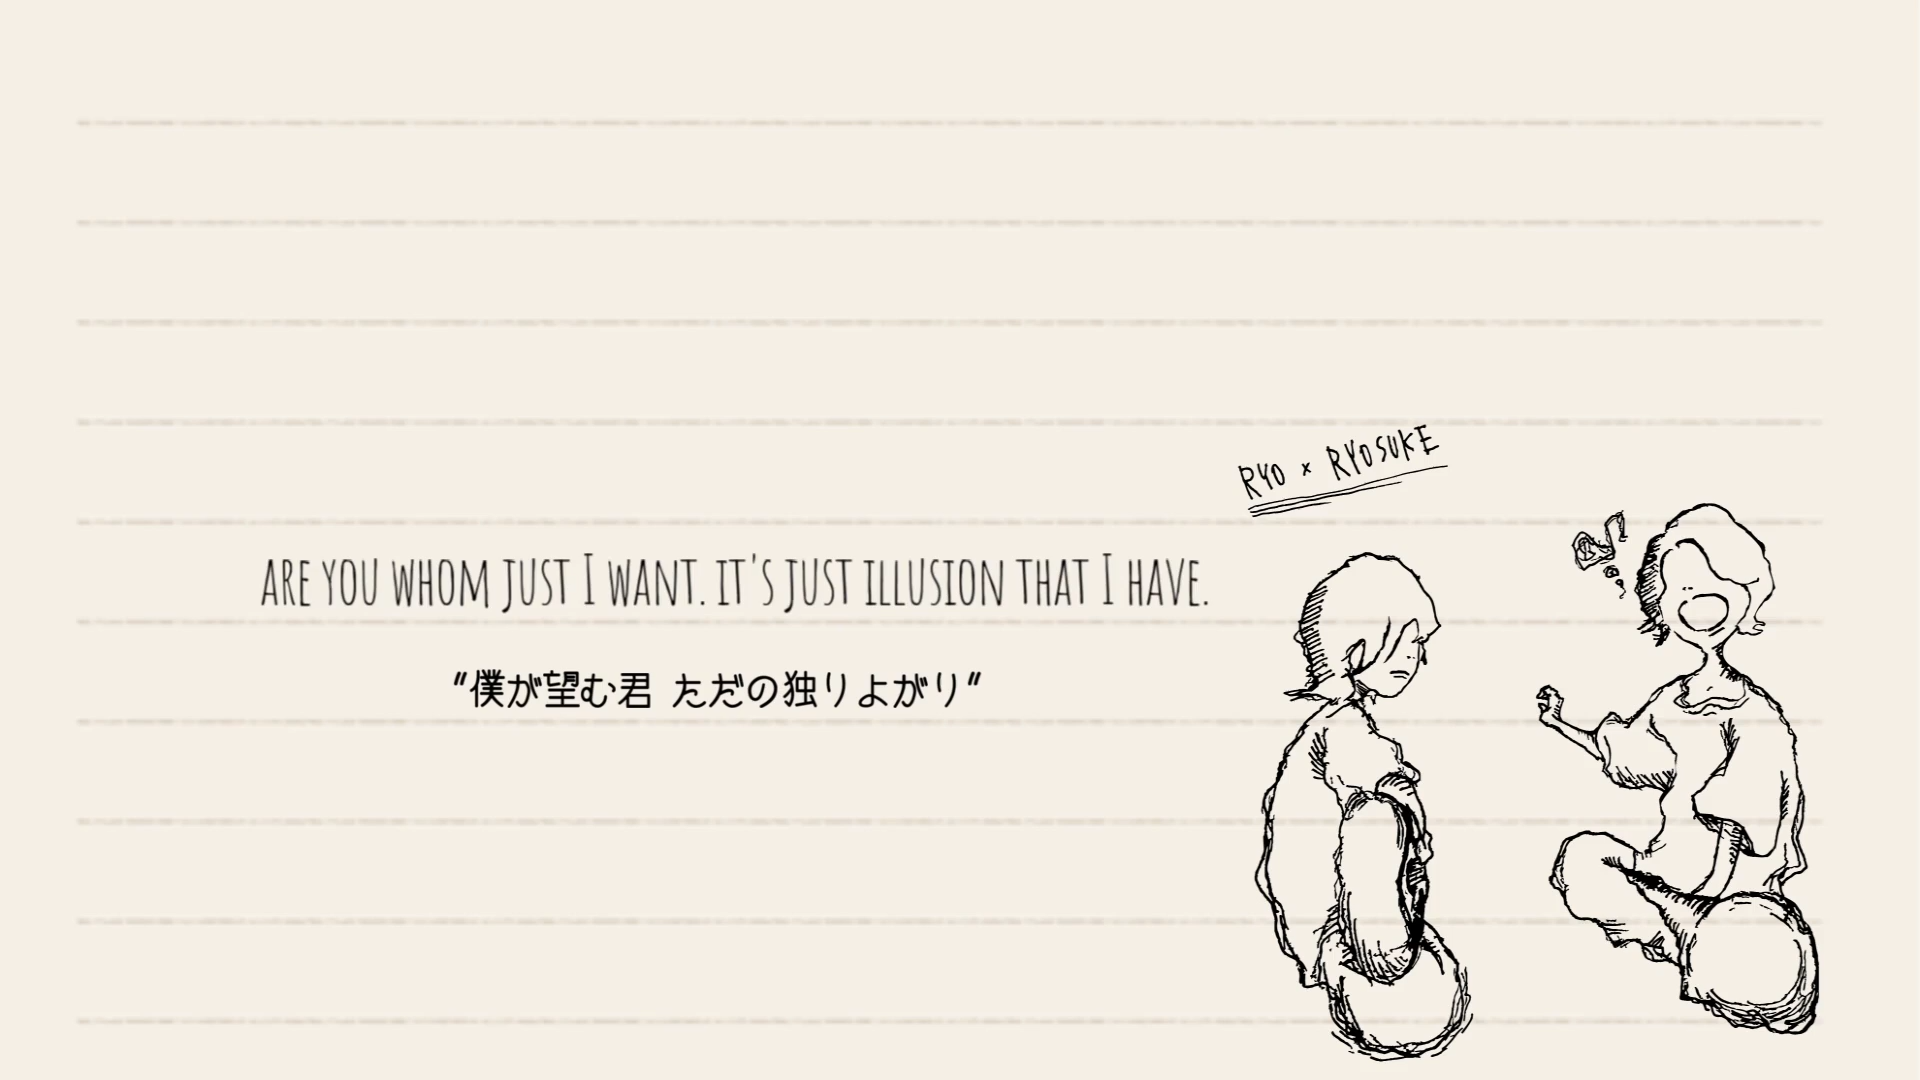 RYO × RYOSUKE
ARE YOU WHOM JUST I WANT. IT'S JUST ILLUSION THAT I HAVE.
"僕が望む君 ただの独りよがり"